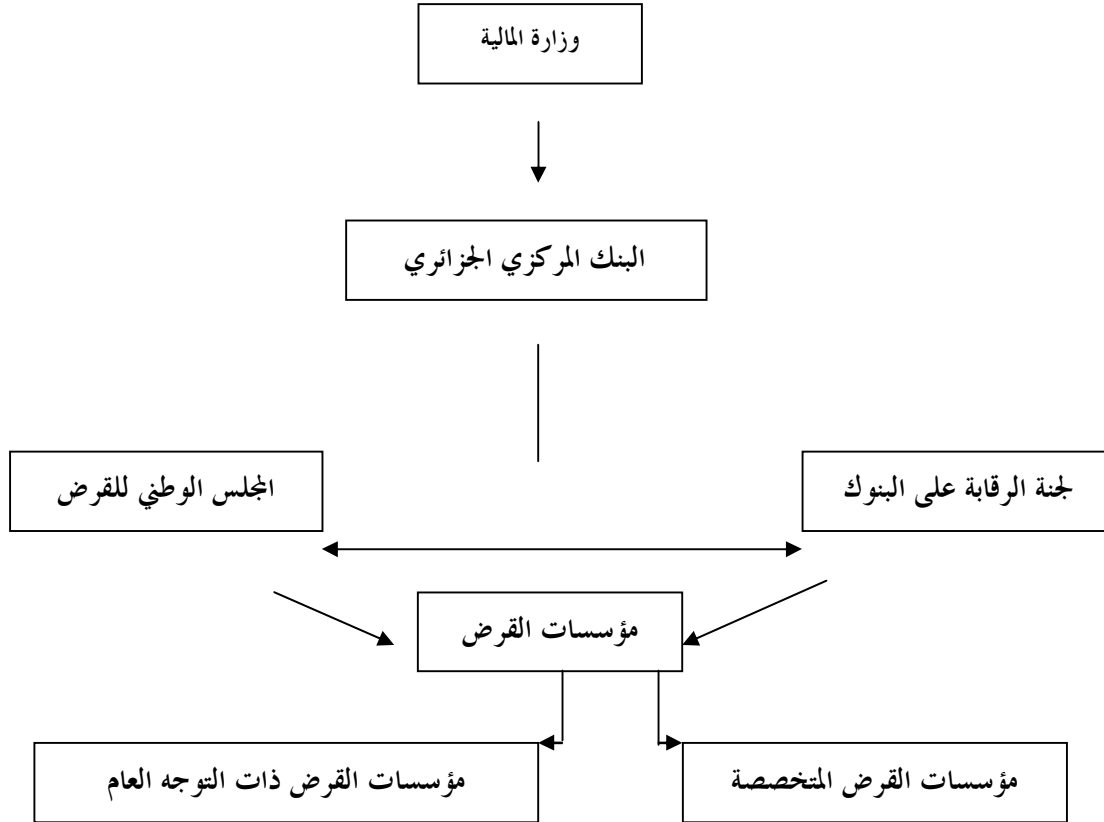 وزارة المالية
البنك المركزي الجزائري
لجنة الرقابة على البنوك
المجلس الوطني للقرض
مؤسسات القرض
مؤسسات القرض المتخصصة
مؤسسات القرض ذات التوجه العام